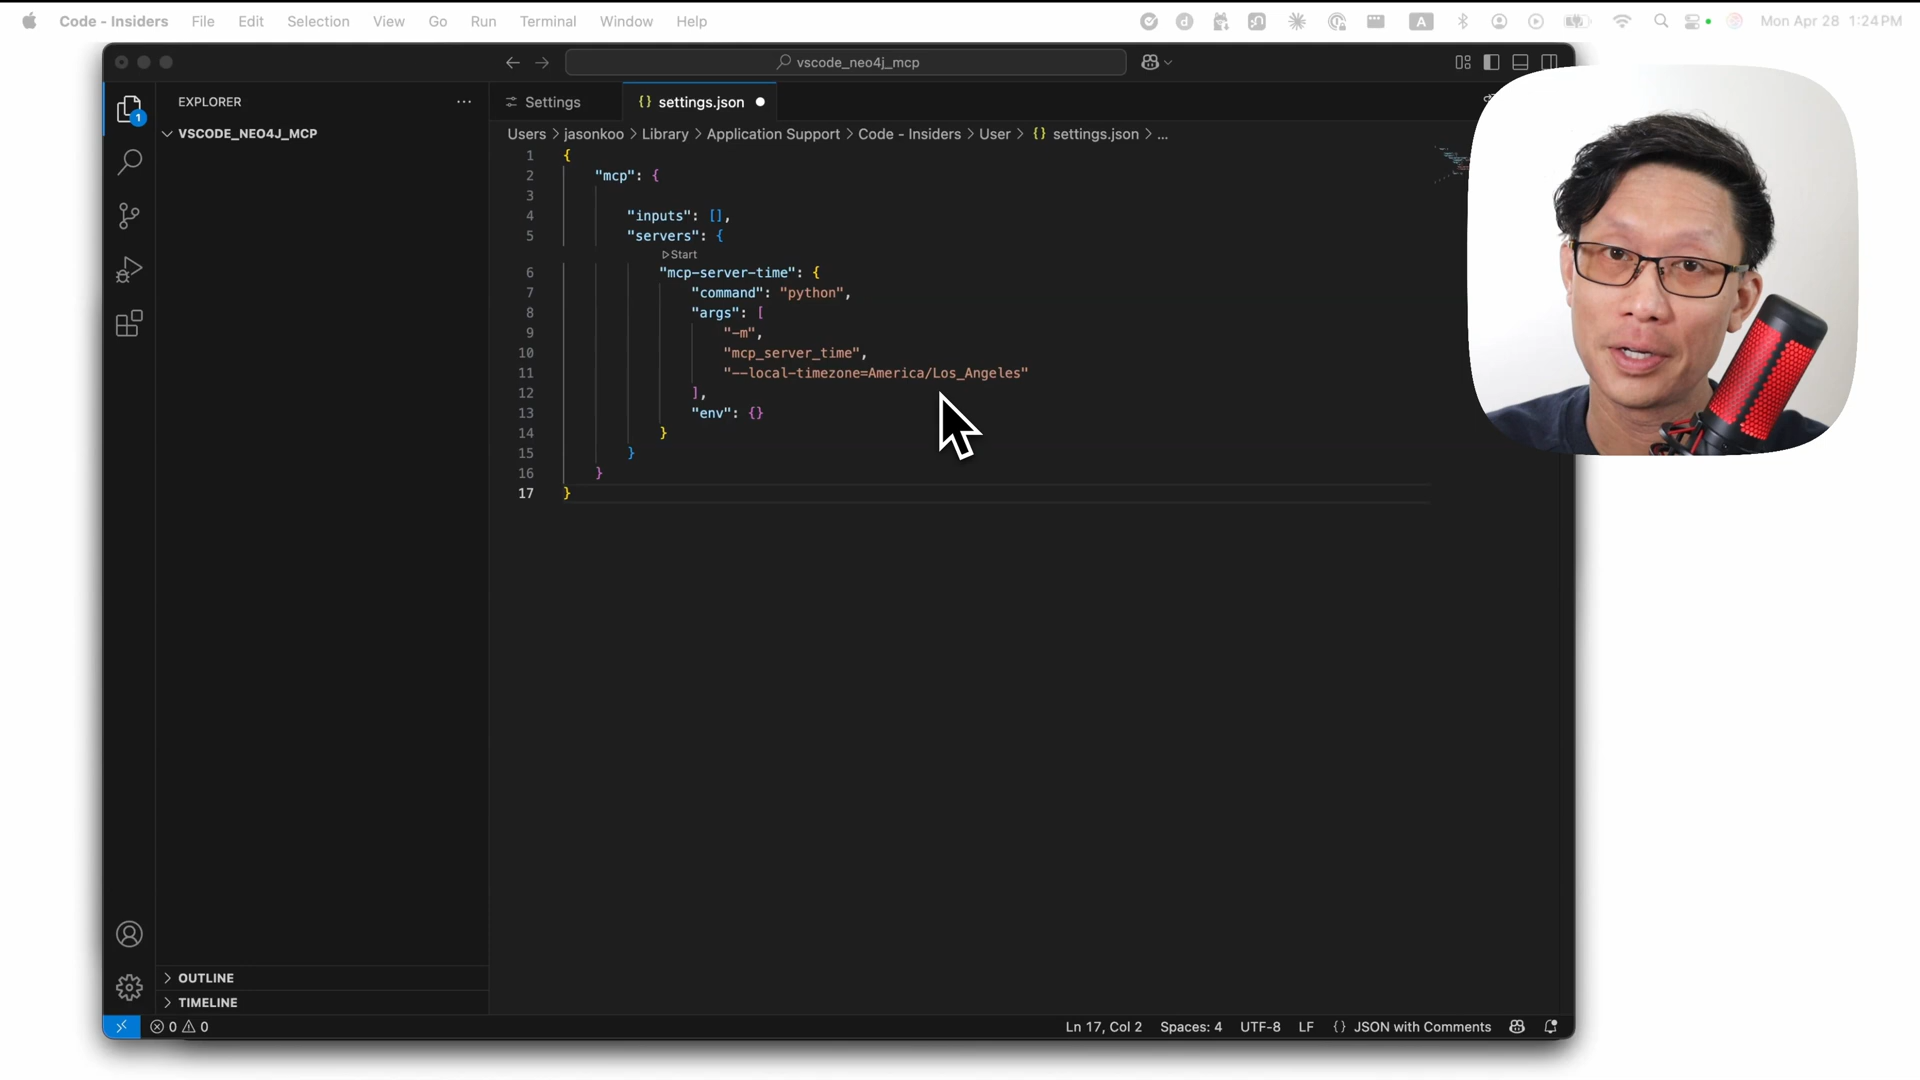 Code - Insiders File Edit Selection View Go Run Terminal Window Help A Mon Apr 28 1:24 PM
vscode_neo4j_mcp
EXPLORER
Settings
{} settings.json
1
VSCODE_NEO4J_MCP
Users > jasonkoo > Library > Application Support > Code - Insiders > User > {} settings.json > ...
1 {
2 "mcp": {
3
4 "inputs": [],
5 "servers": {
Start
6 "mcp-server-time": {
7 "command": "python",
8 "args": [
9 "-m",
10 "mcp_server_time",
11 "--local-timezone=America/Los_Angeles"
12 ],
13 "env": {}
14 }
15 }
16 }
17 }
OUTLINE
TIMELINE
0 0 Ln 17, Col 2 Spaces: 4 UTF-8 LF {} JSON with Comments